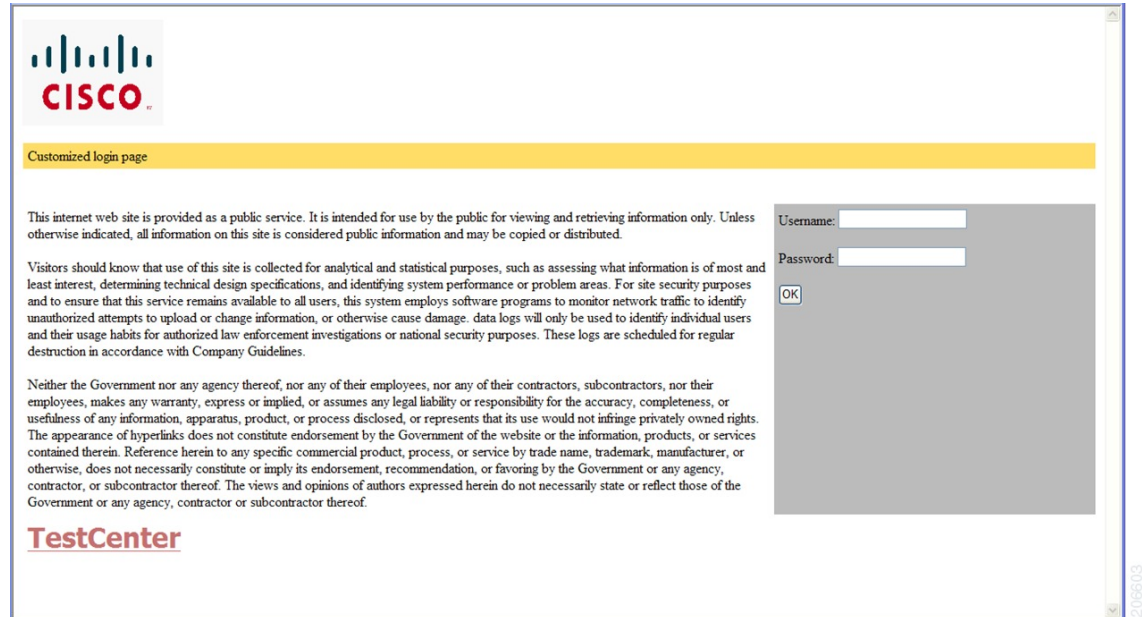 CISCO
Customized login page
This internet web site is provided as a public service. It is intended for use by the public for viewing and retrieving information only. Unless
otherwise indicated, all information on this site is considered public information and may be copied or distributed.
Visitors should know that use of this site is collected for analytical and statistical purposes, such as assessing what information is of most and
least interest, determining technical design specifications, and identifying system performance or problem areas. For site security purposes
and to ensure that this service remains available to all users, this system employs software programs to monitor network traffic to identify
unauthorized attempts to upload or change information, or otherwise cause damage. data logs will only be used to identify individual users
and their usage habits for authorized law enforcement investigations or national security purposes. These logs are scheduled for regular
destruction in accordance with Company Guidelines.
Neither the Government nor any agency thereof, nor any of their employees, nor any of their contractors, subcontractors, nor their
employees, makes any warranty, express or implied, or assumes any legal liability or responsibility for the accuracy, completeness, or
usefulness of any information, apparatus, product, or process disclosed, or represents that its use would not infringe privately owned rights.
The appearance of hyperlinks does not constitute endorsement by the Government of the website or the information, products, or services
contained therein. Reference herein to any specific commercial product, process, or service by trade name, trademark, manufacturer, or
otherwise, does not necessarily constitute or imply its endorsement, recommendation, or favoring by the Government or any agency,
contractor, or subcontractor thereof. The views and opinions of authors expressed herein do not necessarily state or reflect those of the
Government or any agency, contractor or subcontractor thereof.
TestCenter
Username:
Password:
OK
206603